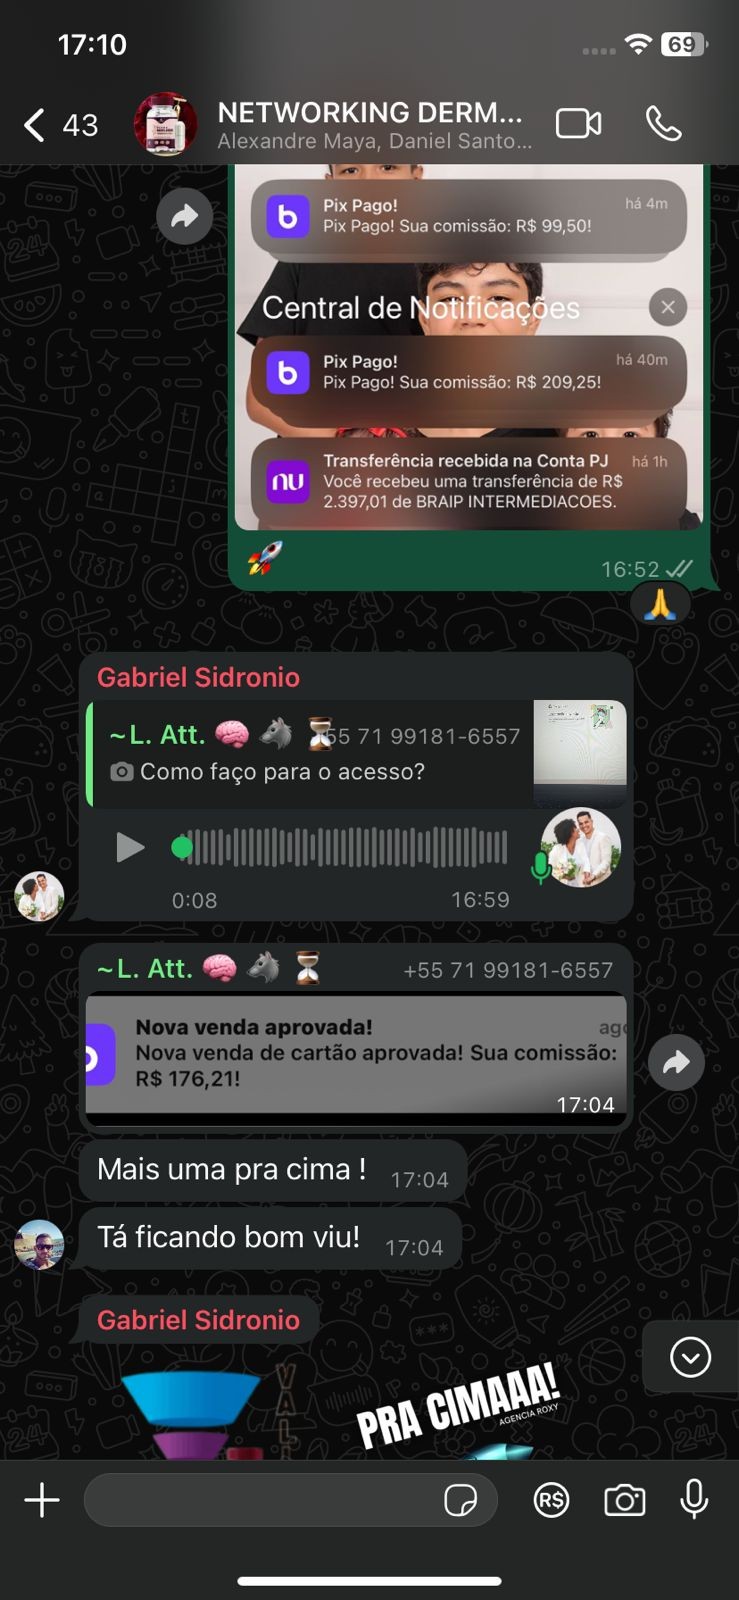 17:10
69
43
NETWORKING DERM...
Alexandre Maya, Daniel Santo...
Pix Pago!
há 4m
Pix Pago! Sua comissão: R$ 99,50!
Central de Notificações
Pix Pago!
há 40m
Pix Pago! Sua comissão: R$ 209,25!
Transferência recebida na Conta PJ
há 1h
Você recebeu uma transferência de R$
2.397,01 de BRAIP INTERMEDIACOES.
16:52
Gabriel Sidronio
~L. Att. 🧠 🐺 ⏳55 71 99181-6557
Como faço para o acesso?
0:08
16:59
~L. Att. 🧠 🐺 ⏳ +55 71 99181-6557
Nova venda aprovada!
ago
Nova venda de cartão aprovada! Sua comissão:
R$ 176,21!
17:04
Mais uma pra cima ! 17:04
Tá ficando bom viu! 17:04
Gabriel Sidronio
PRA CIMAAA!
AGENCIA ROXY
R$